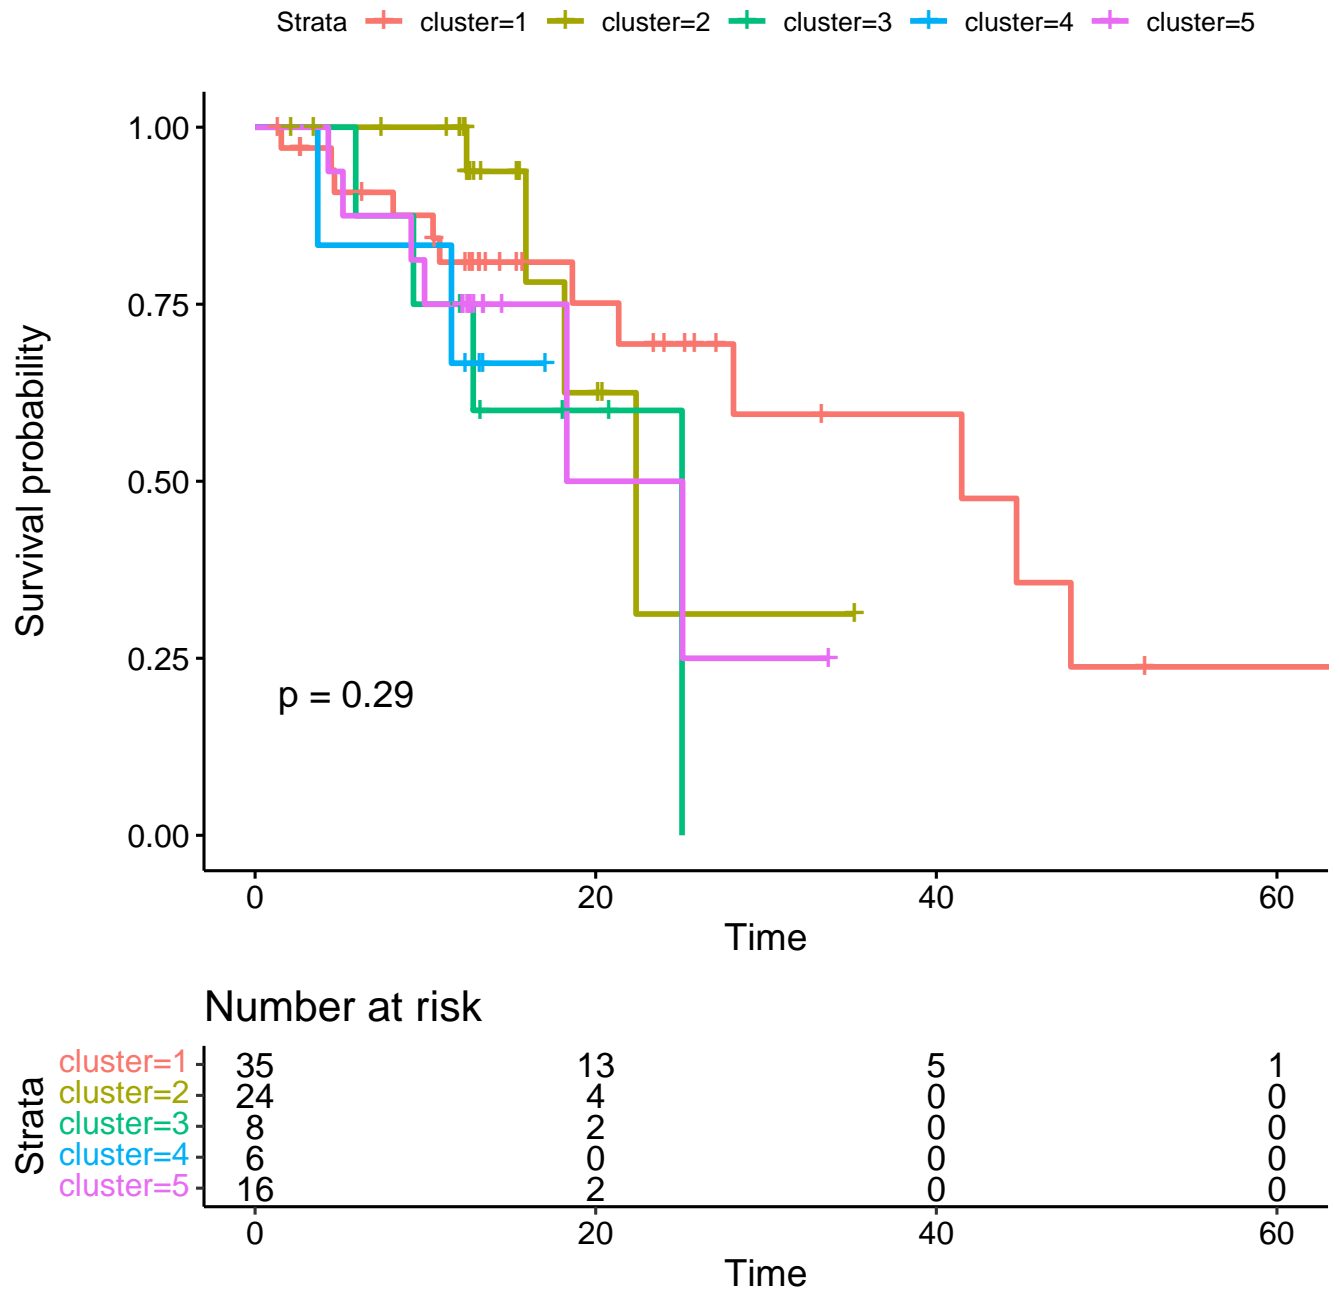 Strata cluster=1 cluster=2 cluster=3 cluster=4 cluster=5
Survival probability
1.00
0.75
0.50
0.25
0.00
p = 0.29
0 20 40 60
Time
Number at risk
Strata
cluster=1 35 13 5 1
cluster=2 24 4 0 0
cluster=3 8 2 0 0
cluster=4 6 0 0 0
cluster=5 16 2 0 0
0 20 40 60
Time